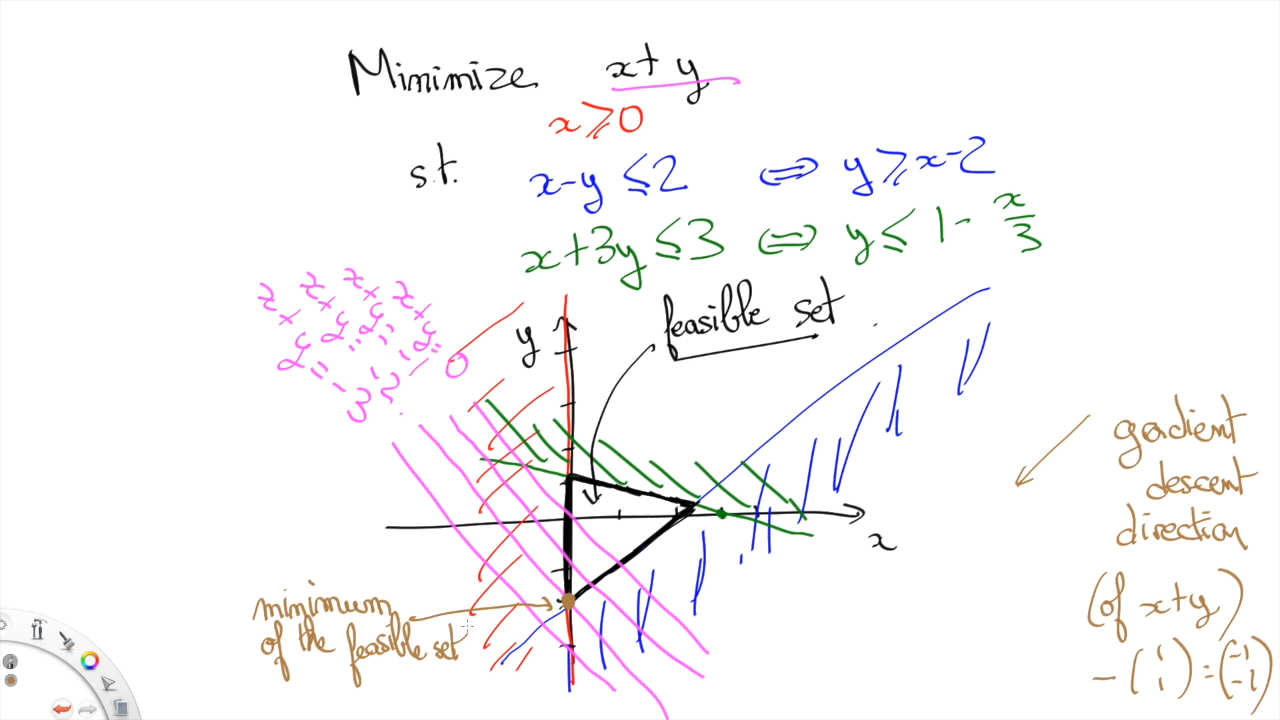 Minimize x+y
x⩾0
s.t. x-y ≤2 ⇔ y⩾x-2
x+3y ≤3 ⇔ y≤ 1- x/3
x+y=-3
x+y=-2
x+y=-1
x+y=0
feasible set
y
x
minimum
of the feasible set
gadient
descent
direction
(of x+y)
-(1 1)=(-1 -1)